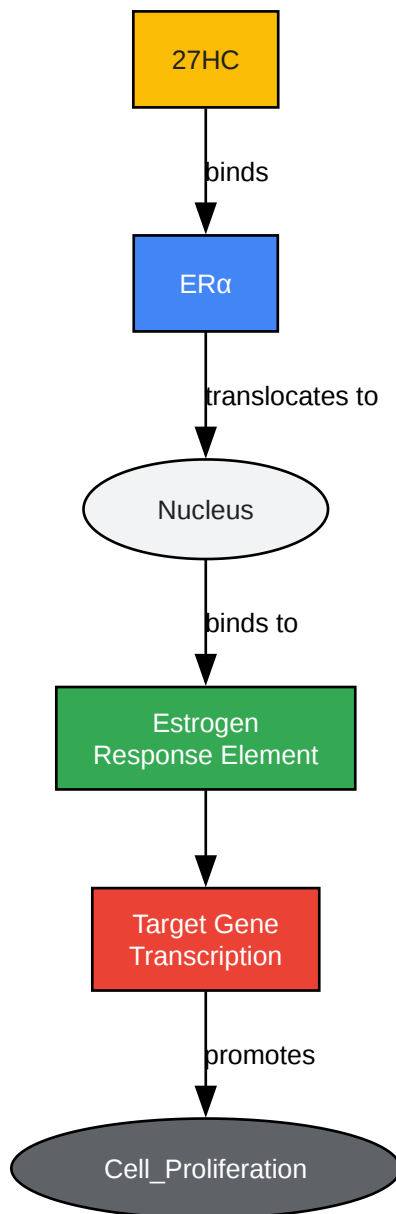 27HC
binds
ERα
translocates to
Nucleus
binds to
Estrogen
Response Element
Target Gene
Transcription
promotes
Cell_Proliferation